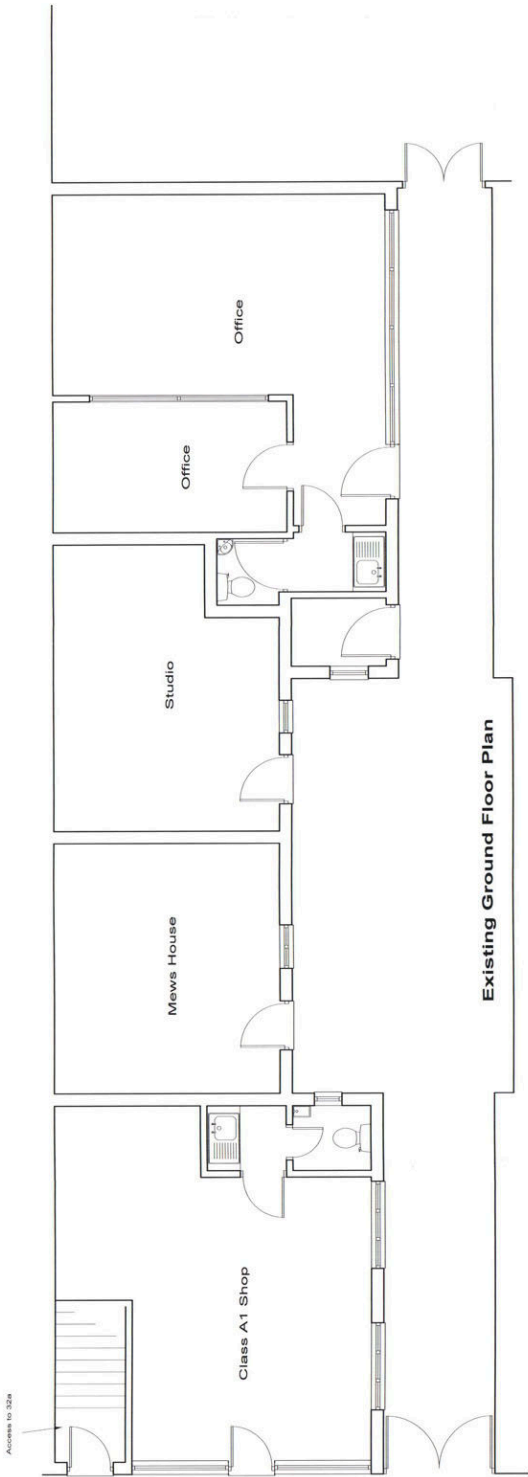 Access to 32a
Class A1 Shop
Mews House
Studio
Office
Office
Existing Ground Floor Plan